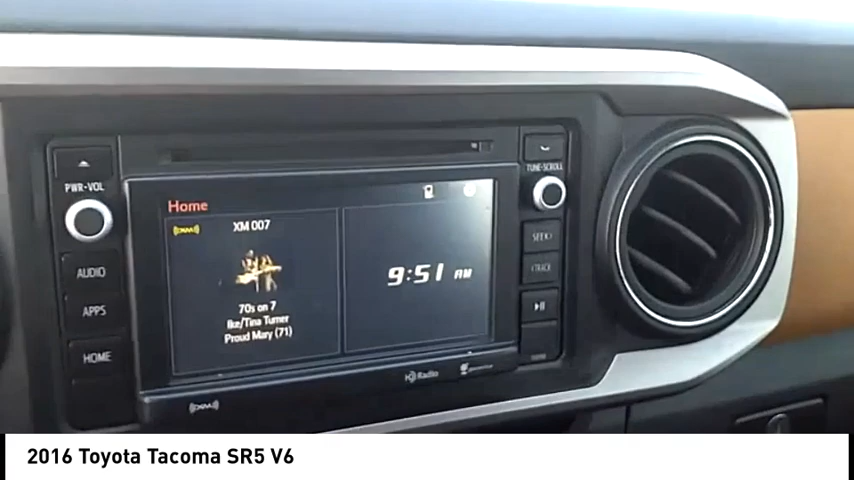 PWR·VOL
TUNE·SCROLL
Home
XM 007
AUDIO
APPS
HOME
9:51 AM
70s on 7
Ike/Tina Turner
Proud Mary (71)
SEEK
TRACK
HD Radio
2016 Toyota Tacoma SR5 V6